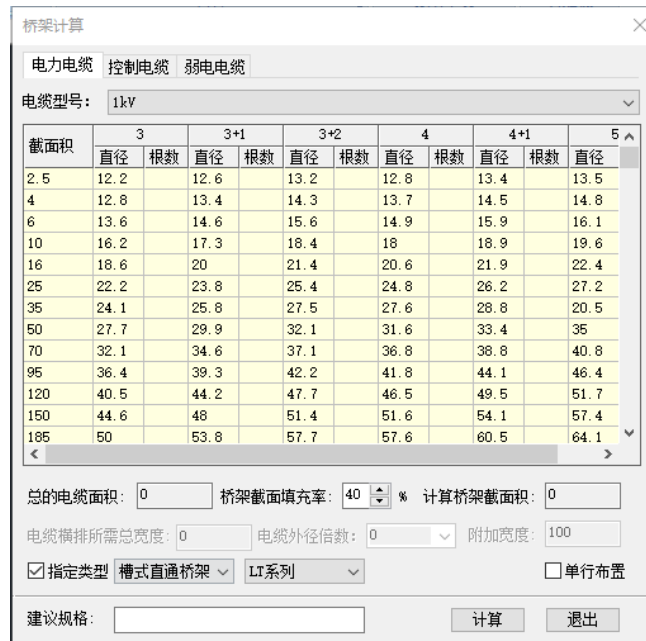 桥架计算
电力电缆 控制电缆 弱电电缆
电缆型号: 1kV
截面积 3 3+1 3+2 4 4+1 5
直径 根数 直径 根数 直径 根数 直径 根数 直径 根数 直径
2.5 12.2 12.6 13.2 12.8 13.4 13.5
4 12.8 13.4 14.3 13.7 14.5 14.8
6 13.6 14.6 15.6 14.9 15.9 16.1
10 16.2 17.3 18.4 18 18.9 19.6
16 18.6 20 21.4 20.6 21.9 22.4
25 22.2 23.8 25.4 24.8 26.2 27.2
35 24.1 25.8 27.5 27.6 28.8 20.5
50 27.7 29.9 32.1 31.6 33.4 35
70 32.1 34.6 37.1 36.8 38.8 40.8
95 36.4 39.3 42.2 41.8 44.1 46.4
120 40.5 44.2 47.7 46.5 49.5 51.7
150 44.6 48 51.4 51.6 54.1 57.4
185 50 53.8 57.7 57.6 60.5 64.1
总的电缆面积: 0 桥架截面填充率: 40 % 计算桥架截面积: 0
电缆横排所需总宽度: 0 电缆外径倍数: 0 附加宽度: 100
指定类型 槽式直通桥架 LT系列 单行布置
建议规格: 计算 退出